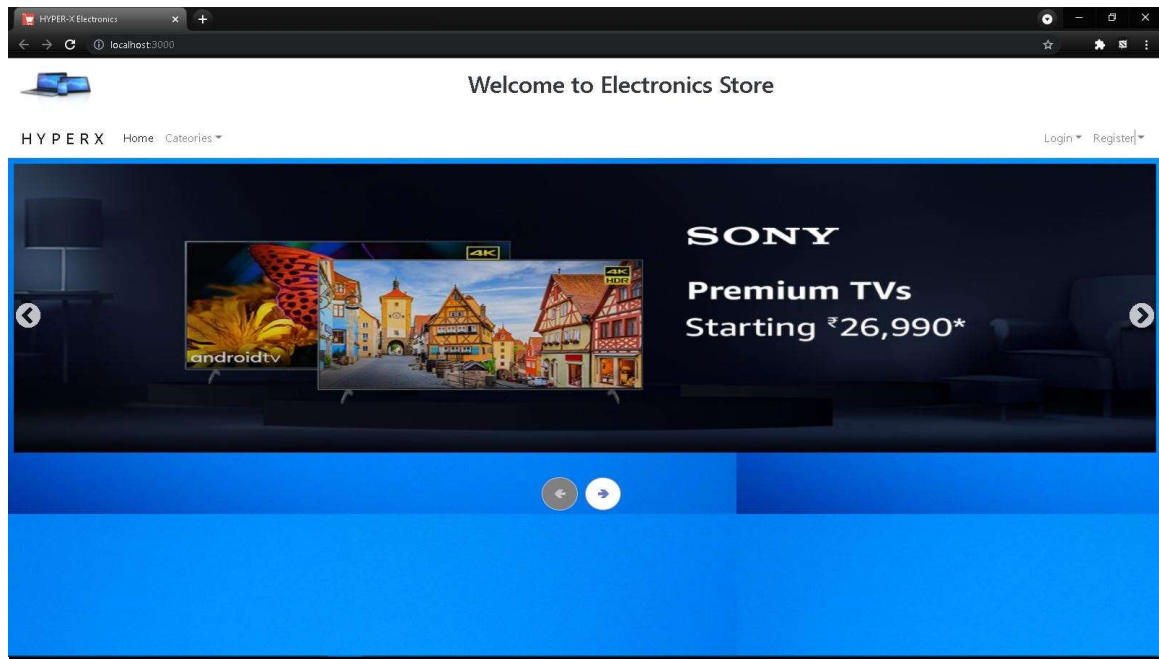 HYPER-X Electronics
localhost:3000
Welcome to Electronics Store
HYPERX Home Cateories Login Register
SONY
4K
4K
HDR
Premium TVs
Starting ₹26,990*
androidtv